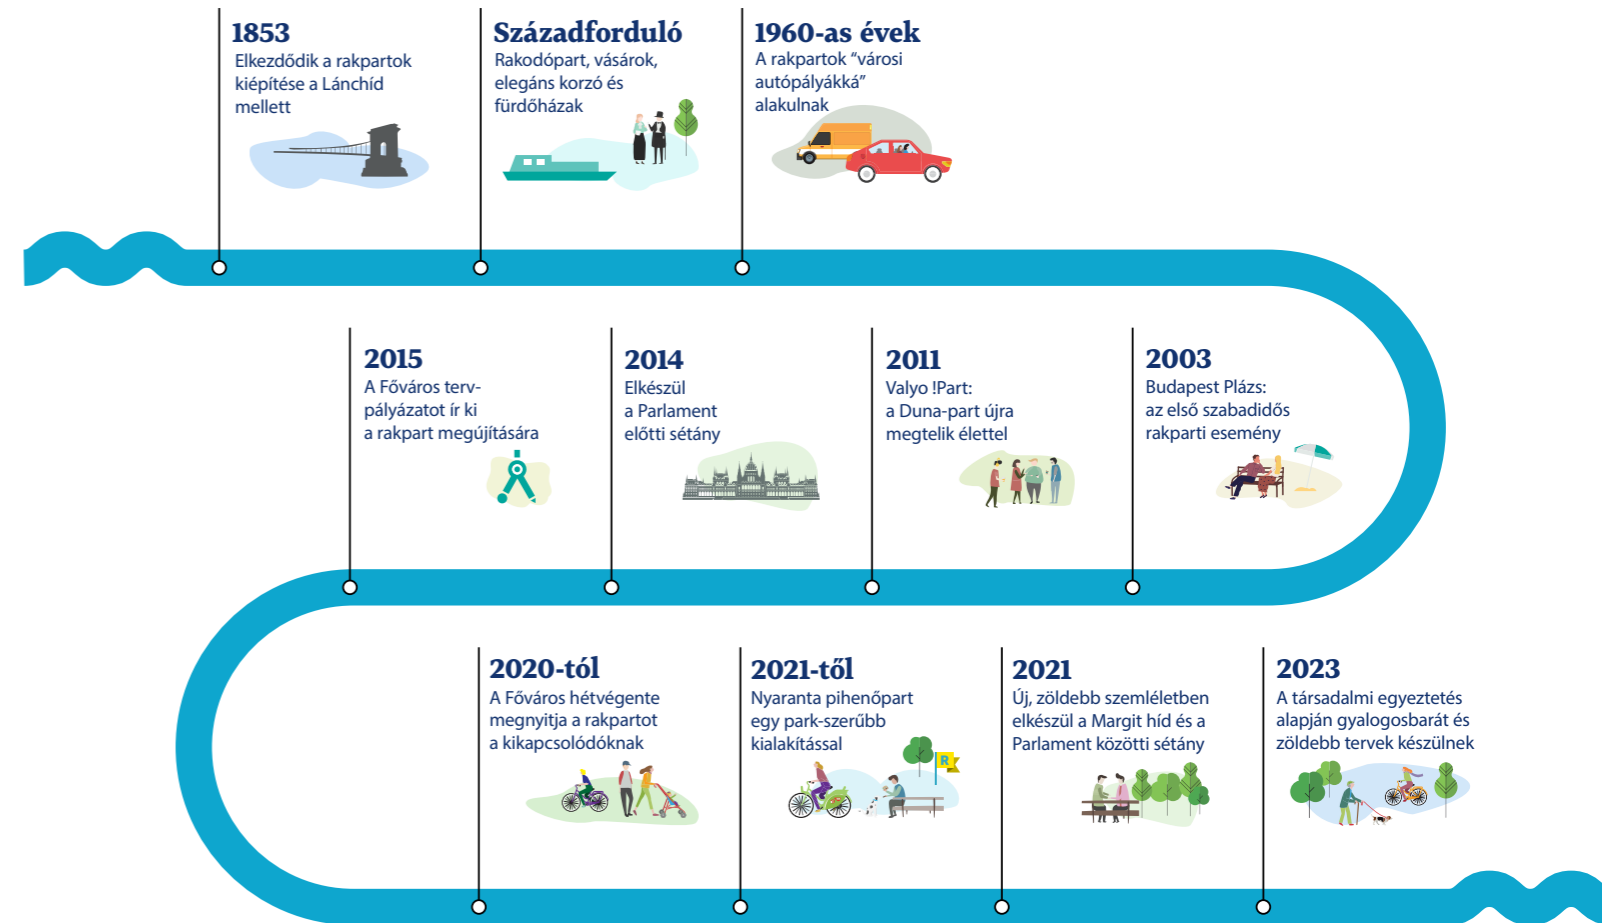 1853
Elkezdődik a rakpartok
kiépítése a Lánchíd
mellett
Századforduló
Rakodópart, vásárok,
elegáns korzó és
fürdőházak
1960-as évek
A rakpartok “városi
autópályákká”
alakulnak
2003
Budapest Plázs:
az első szabadidős
rakparti esemény
2011
Valyo !Part:
a Duna-part újra
megtelik élettel
2014
Elkészül
a Parlament
előtti sétány
2015
A Főváros terv-
pályázatot ír ki
a rakpart megújítására
2020-tól
A Főváros hétvégente
megnyitja a rakpartot
a kikapcsolódóknak
2021-től
Nyaranta pihenőpart
egy park-szerűbb
kialakítással
R
2021
Új, zöldebb szemléletben
elkészül a Margit híd és a
Parlament közötti sétány
2023
A társadalmi egyeztetés
alapján gyalogosbarát és
zöldebb tervek készülnek